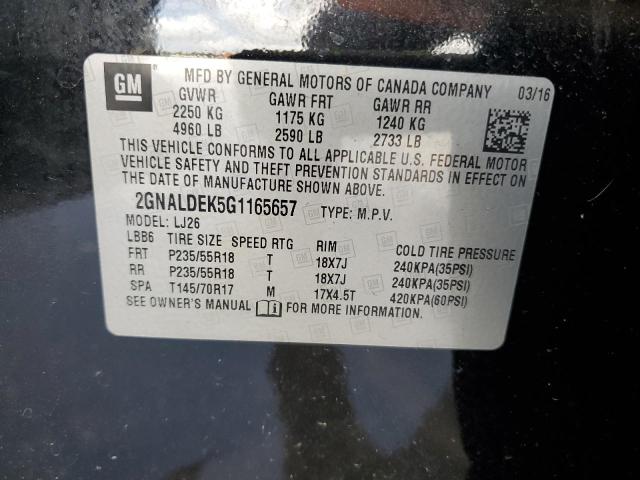 GM
MFD BY GENERAL MOTORS OF CANADA COMPANY
GVWR GAWR FRT GAWR RR 03/16
2250 KG 1175 KG 1240 KG
4960 LB 2590 LB 2733 LB
THIS VEHICLE CONFORMS TO ALL APPLICABLE U.S. FEDERAL MOTOR
VEHICLE SAFETY AND THEFT PREVENTION STANDARDS IN EFFECT ON
THE DATE OF MANUFACTURE SHOWN ABOVE.
2GNALDEK5G1165657 TYPE: M.P.V.
MODEL: LJ26
LBB6 TIRE SIZE SPEED RTG RIM COLD TIRE PRESSURE
FRT P235/55R18 T 18X7J 240KPA(35PSI)
RR P235/55R18 T 18X7J 240KPA(35PSI)
SPA T145/70R17 M 17X4.5T 420KPA(60PSI)
SEE OWNER'S MANUAL FOR MORE INFORMATION.